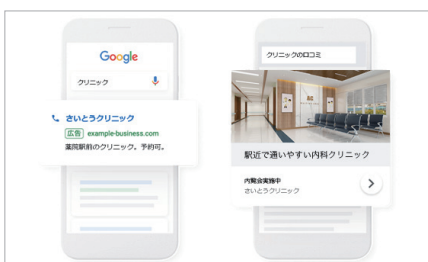 Google
クリニック
さいとうクリニック
広告 example-business.com
薬院駅前のクリニック。予約可。
クリニックの口コミ
駅近で通いやすい内科クリニック
内覧会実施中
さいとうクリニック